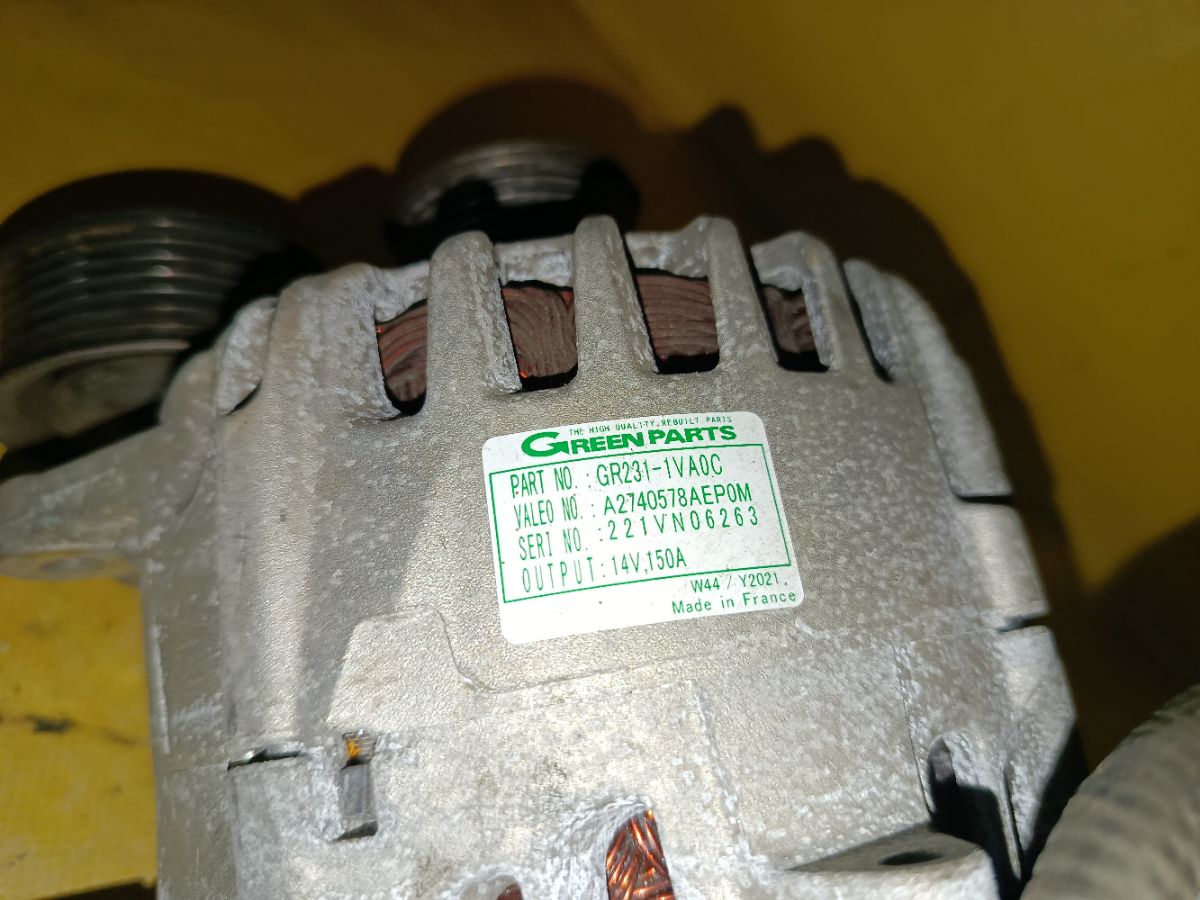 THE HIGH QUALITY, REBUILT PARTS
GREEN PARTS
PART NO. : GR231-1VA0C
VALEO NO. : A2740578AEP0M
SERI NO. : 221VN06263
OUTPUT : 14V, 150A
W44 / Y2021.
Made in France